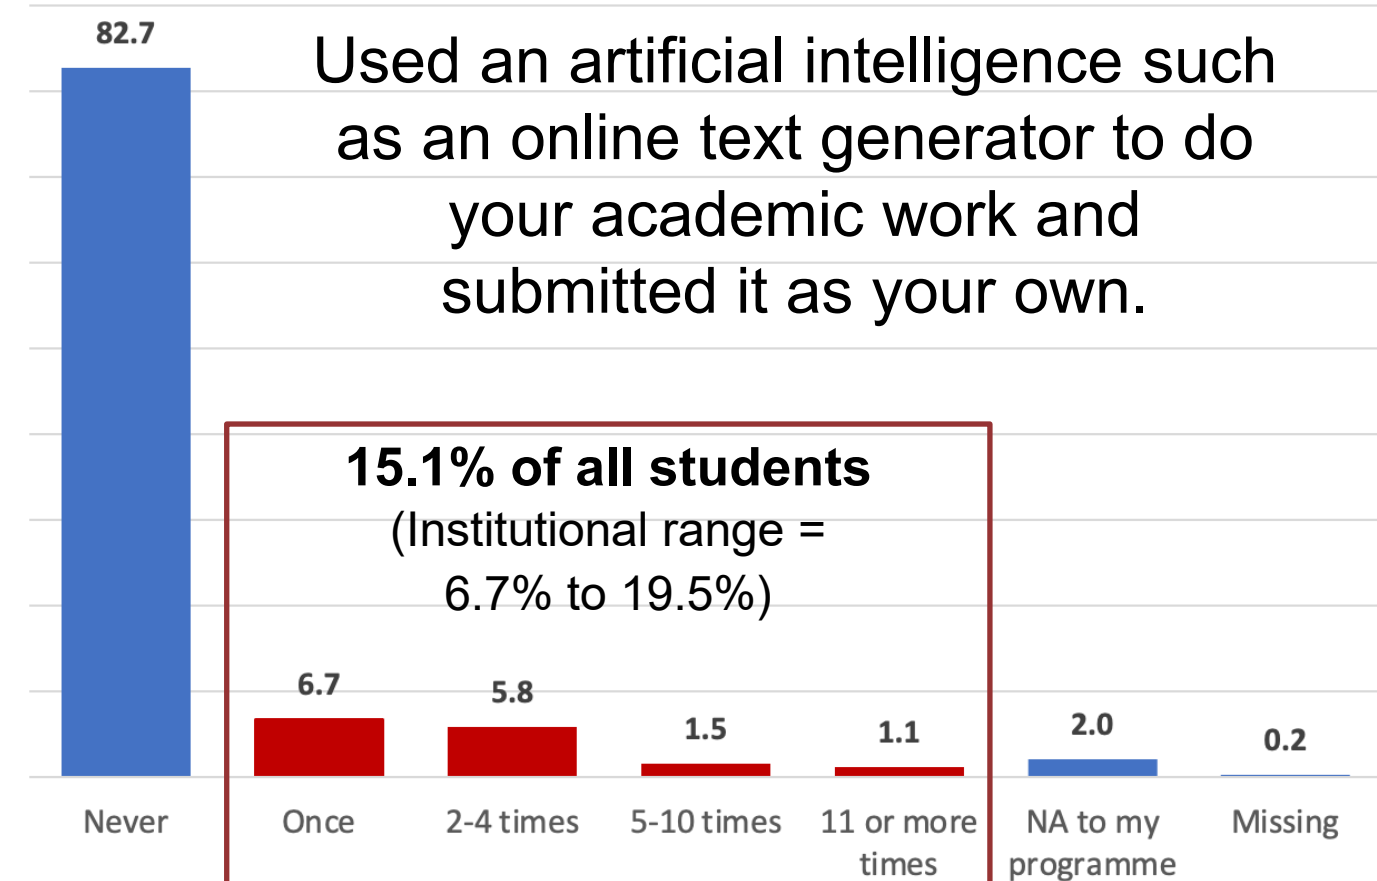 82.7
Used an artificial intelligence such
as an online text generator to do
your academic work and
submitted it as your own.
15.1% of all students
(Institutional range =
6.7% to 19.5%)
6.7
5.8
1.5
1.1
2.0
0.2
Never
Once
2-4 times
5-10 times
11 or more
times
NA to my
programme
Missing